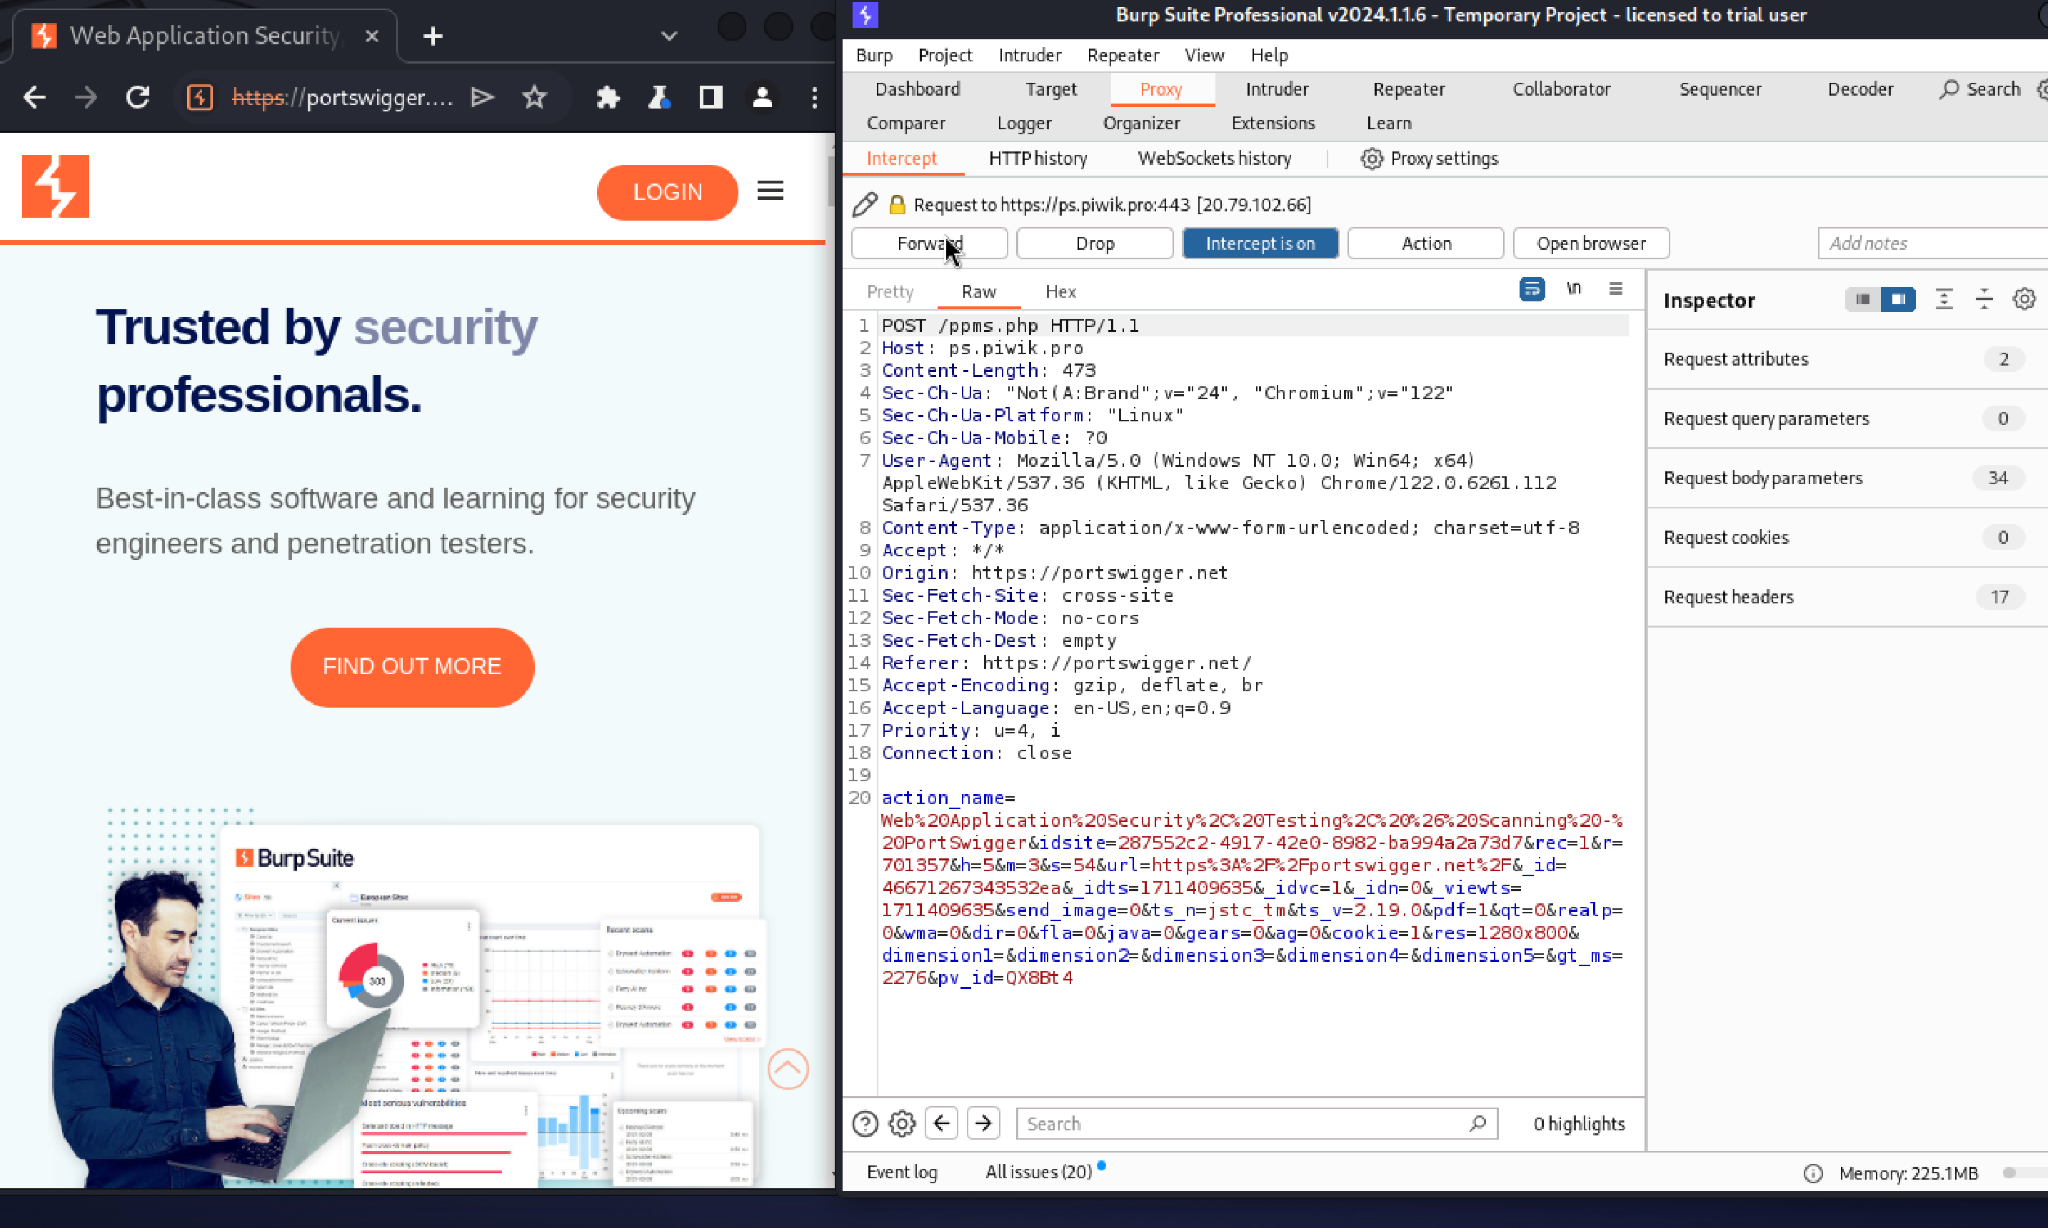 Web Application Security,
https://portswigger....
LOGIN
Trusted by security
professionals.
Best-in-class software and learning for security
engineers and penetration testers.
FIND OUT MORE
Burp Suite
Sites
European Sites
Current issues
303
Recent scans
Most serious vulnerabilities
Upcoming scans
Burp Suite Professional v2024.1.1.6 - Temporary Project - licensed to trial user
Burp Project Intruder Repeater View Help
Dashboard Target Proxy Intruder Repeater Collaborator Sequencer Decoder Search
Comparer Logger Organizer Extensions Learn
Intercept HTTP history WebSockets history Proxy settings
Request to https://ps.piwik.pro:443 [20.79.102.66]
Forward Drop Intercept is on Action Open browser Add notes
Pretty Raw Hex \n
1 POST /ppms.php HTTP/1.1
2 Host: ps.piwik.pro
3 Content-Length: 473
4 Sec-Ch-Ua: "Not(A:Brand";v="24", "Chromium";v="122"
5 Sec-Ch-Ua-Platform: "Linux"
6 Sec-Ch-Ua-Mobile: ?0
7 User-Agent: Mozilla/5.0 (Windows NT 10.0; Win64; x64)
AppleWebKit/537.36 (KHTML, like Gecko) Chrome/122.0.6261.112
Safari/537.36
8 Content-Type: application/x-www-form-urlencoded; charset=utf-8
9 Accept: */*
10 Origin: https://portswigger.net
11 Sec-Fetch-Site: cross-site
12 Sec-Fetch-Mode: no-cors
13 Sec-Fetch-Dest: empty
14 Referer: https://portswigger.net/
15 Accept-Encoding: gzip, deflate, br
16 Accept-Language: en-US,en;q=0.9
17 Priority: u=4, i
18 Connection: close
19
20 action_name=
Web%20Application%20Security%2C%20Testing%2C%20%26%20Scanning%20-%
20PortSwigger&idsite=287552c2-4917-42e0-8982-ba994a2a73d7&rec=1&r=
701357&h=5&m=3&s=54&url=https%3A%2F%2Fportswigger.net%2F&_id=
46671267343532ea&_idts=1711409635&_idvc=1&_idn=0&_viewts=
1711409635&send_image=0&ts_n=jstc_tm&ts_v=2.19.0&pdf=1&qt=0&realp=
0&wma=0&dir=0&fla=0&java=0&gears=0&ag=0&cookie=1&res=1280x800&
dimension1=&dimension2=&dimension3=&dimension4=&dimension5=&gt_ms=
2276&pv_id=QX8Bt4
Inspector
Request attributes 2
Request query parameters 0
Request body parameters 34
Request cookies 0
Request headers 17
Search 0 highlights
Event log All issues (20) Memory: 225.1MB